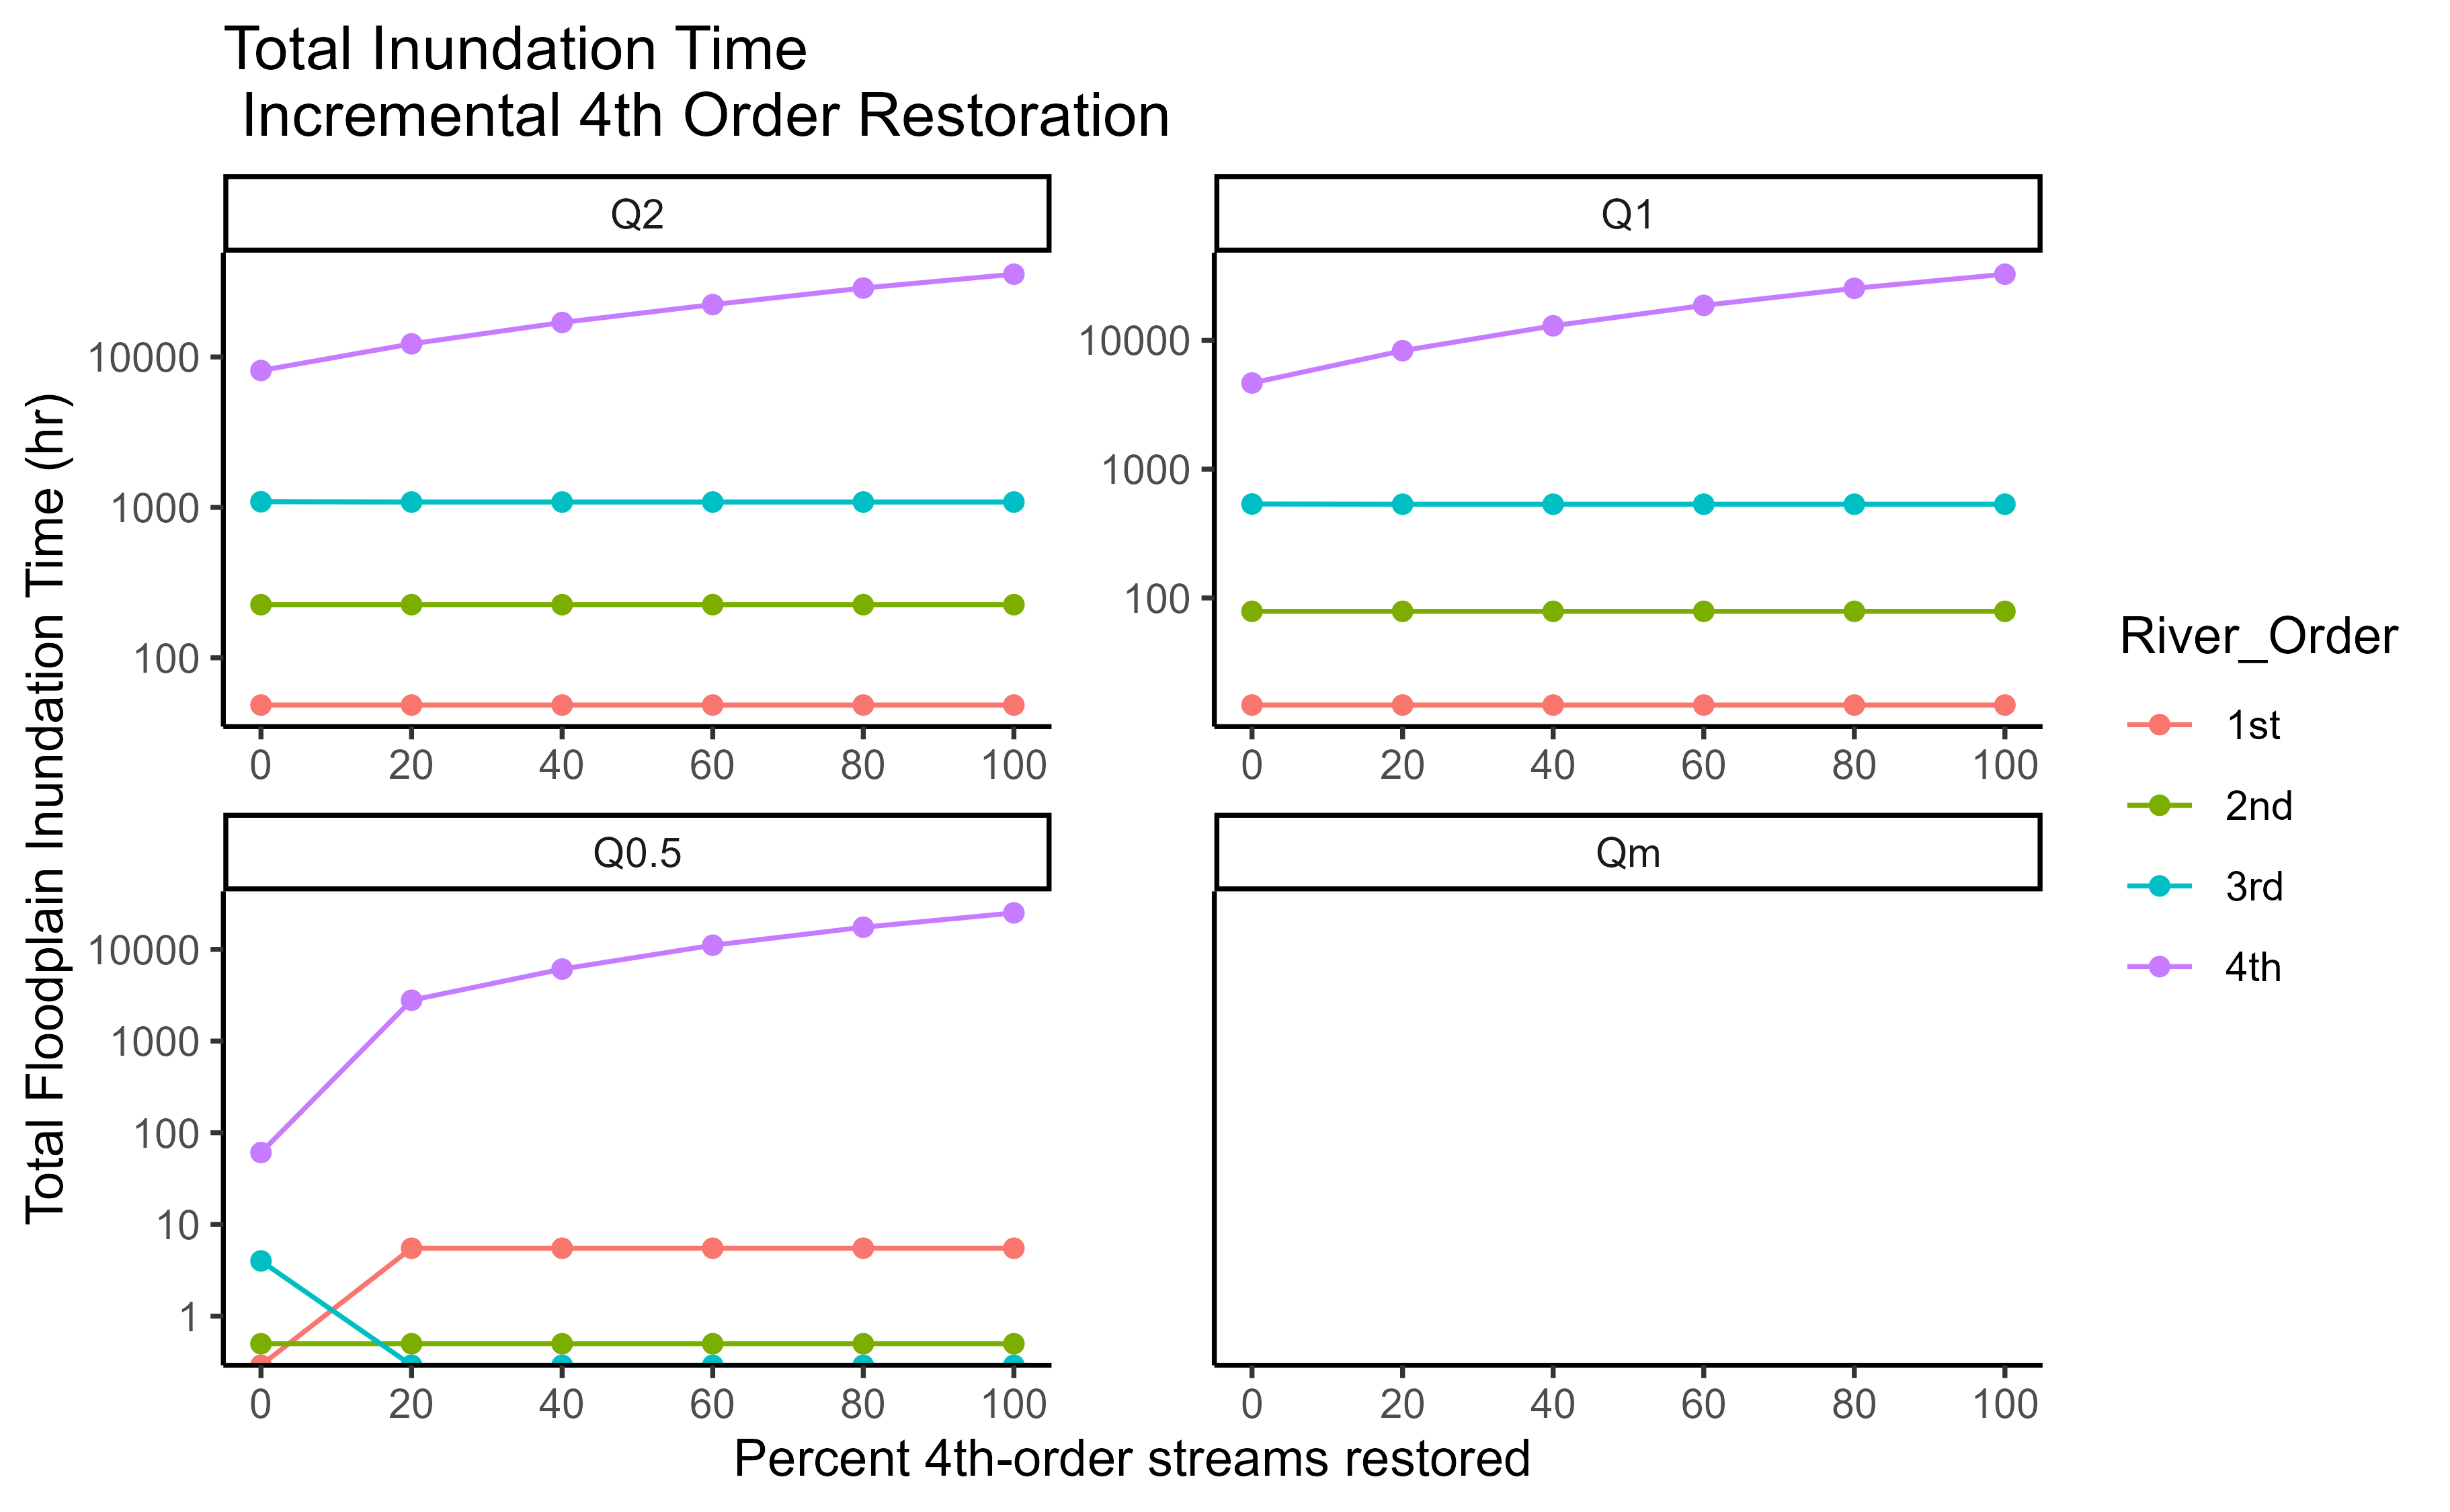 Total Inundation Time
Incremental 4th Order Restoration
Q2
Q1
10000
1000
100
10000
1000
100
0 20 40 60 80 100
0 20 40 60 80 100
Q0.5
Qm
10000
1000
100
10
1
0 20 40 60 80 100
0 20 40 60 80 100
Total Floodplain Inundation Time (hr)
Percent 4th-order streams restored
River_Order
1st
2nd
3rd
4th